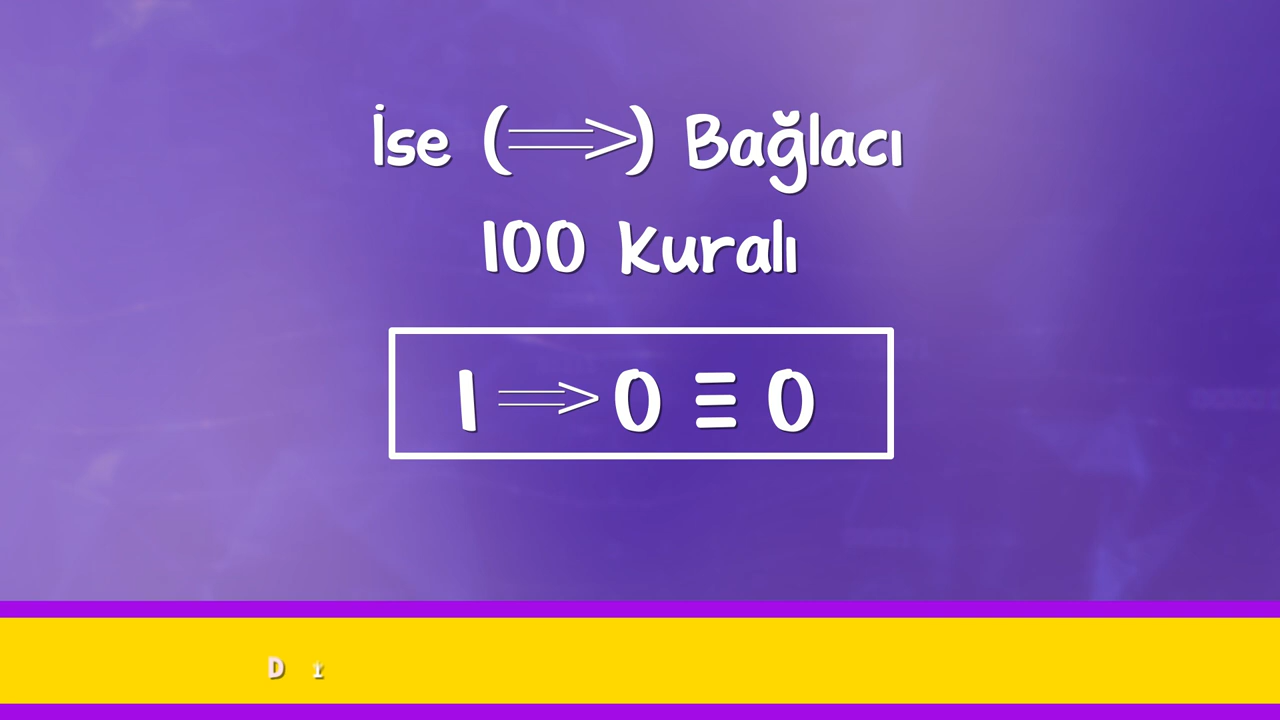 İse (⟹) Bağlacı
100 Kuralı
1 ⟹ 0 ≡ 0